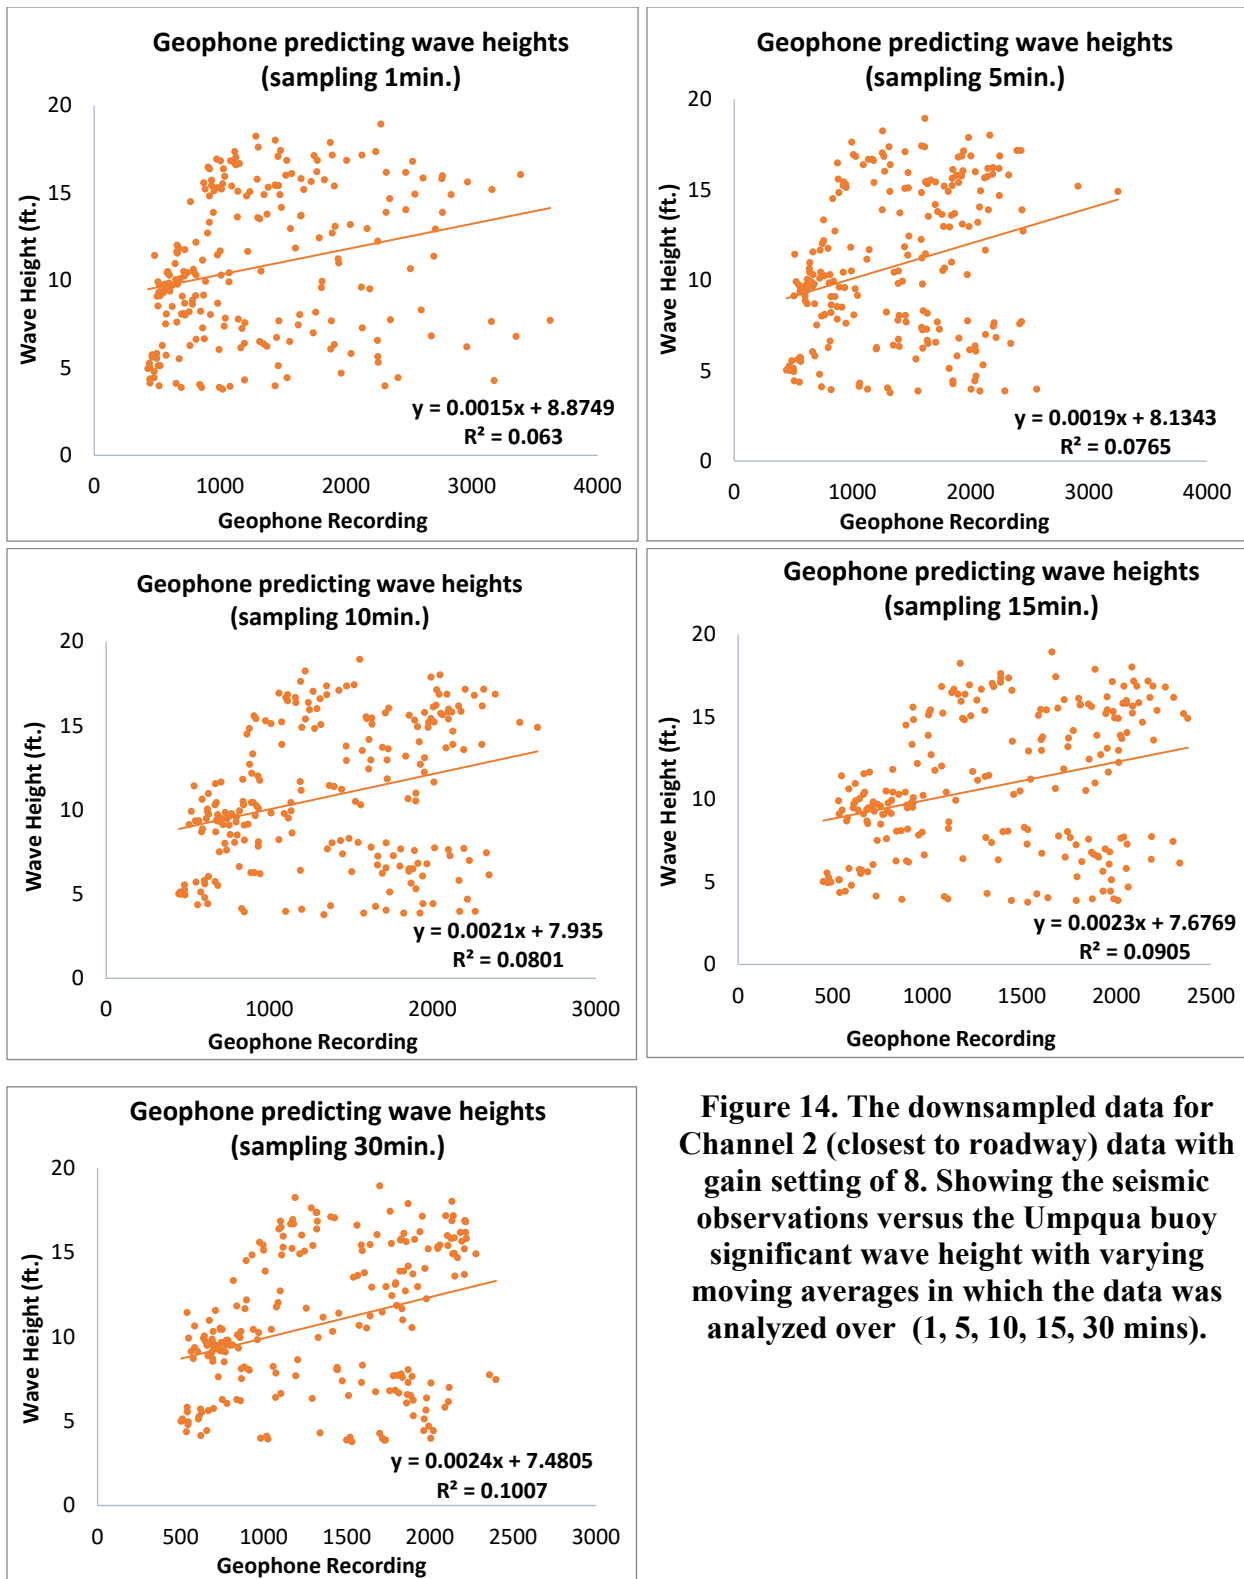 Geophone predicting wave heights
(sampling 1min.)
20
15
10
5
0
Wave Height (ft.)
y = 0.0015x + 8.8749
R² = 0.063
0 1000 2000 3000 4000
Geophone Recording
Geophone predicting wave heights
(sampling 5min.)
20
15
10
5
0
Wave Height (ft.)
y = 0.0019x + 8.1343
R² = 0.0765
0 1000 2000 3000 4000
Geophone Recording
Geophone predicting wave heights
(sampling 10min.)
20
15
10
5
0
Wave Height (ft.)
y = 0.0021x + 7.935
R² = 0.0801
0 1000 2000 3000
Geophone Recording
Geophone predicting wave heights
(sampling 15min.)
20
15
10
5
0
Wave Height (ft.)
y = 0.0023x + 7.6769
R² = 0.0905
0 500 1000 1500 2000 2500
Geophone Recording
Geophone predicting wave heights
(sampling 30min.)
20
15
10
5
0
Wave Height (ft.)
y = 0.0024x + 7.4805
R² = 0.1007
0 500 1000 1500 2000 2500 3000
Geophone Recording
Figure 14. The downsampled data for
Channel 2 (closest to roadway) data with
gain setting of 8. Showing the seismic
observations versus the Umpqua buoy
significant wave height with varying
moving averages in which the data was
analyzed over (1, 5, 10, 15, 30 mins).